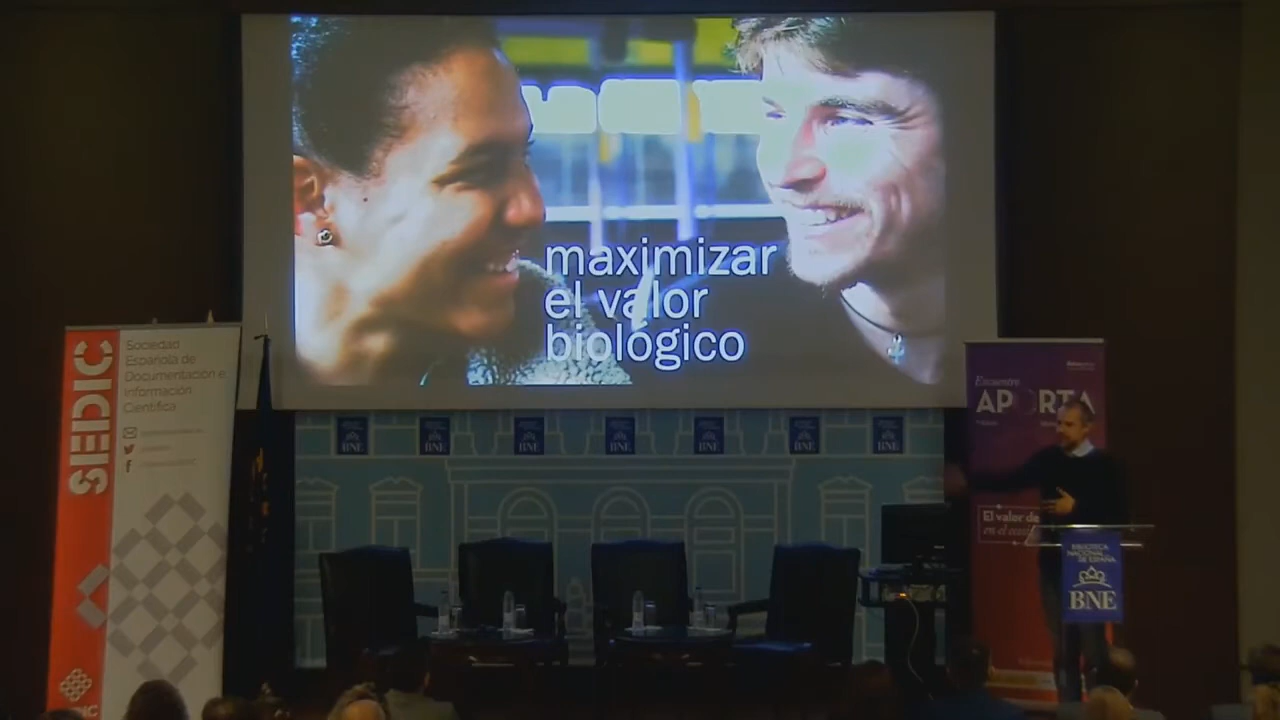 maximizar
el valor
biológico
SEDIC
Sociedad
Española de
Documentación e
Información
Científica
BNE
BNE
BNE
BNE
BNE
BNE
BNE
Encuentro
APORTA
El valor de
en el
BIBLIOTECA
NACIONAL
DE ESPAÑA
BNE